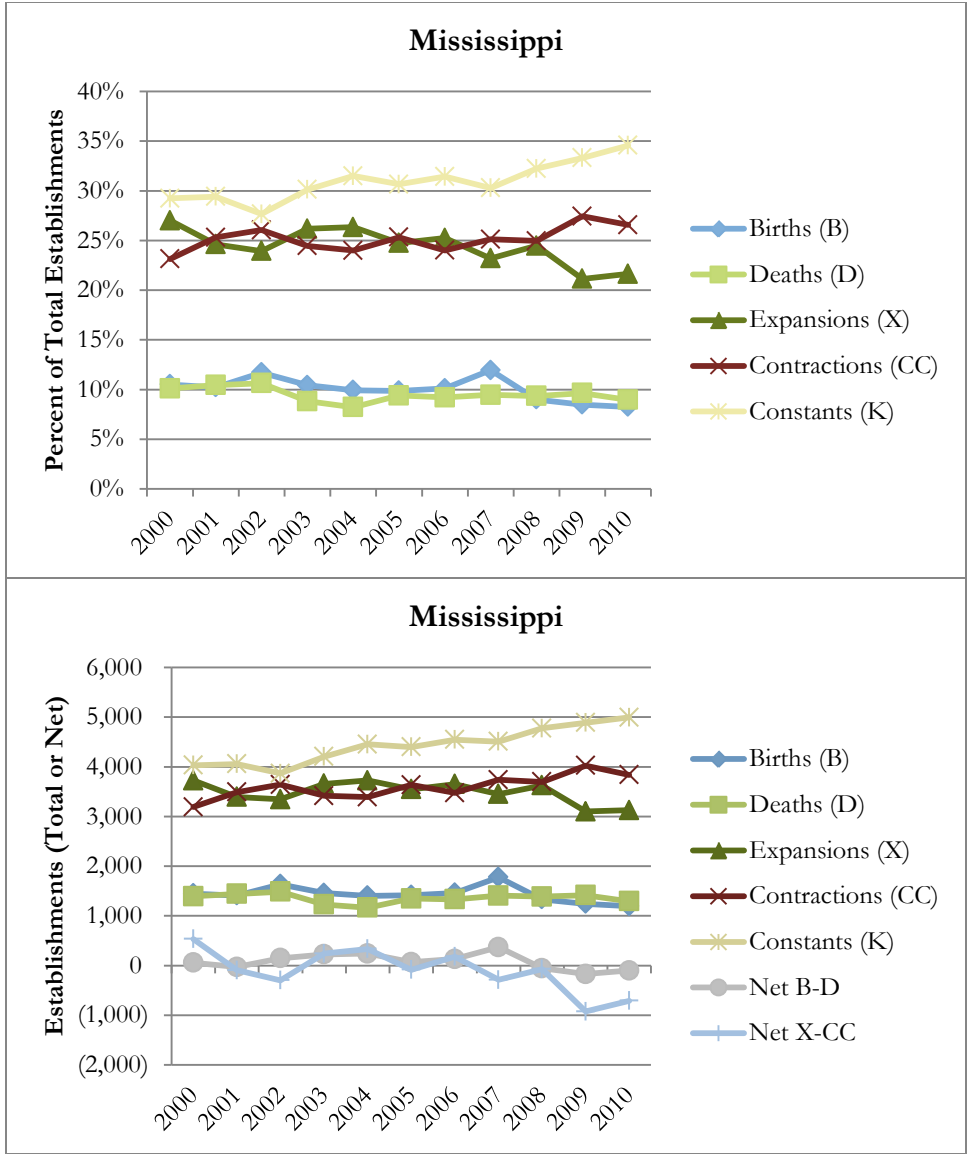 Mississippi
Percent of Total Establishments
40%
35%
30%
25%
20%
15%
10%
5%
0%
2000
2001
2002
2003
2004
2005
2006
2007
2008
2009
2010
Births (B)
Deaths (D)
Expansions (X)
Contractions (CC)
Constants (K)
Mississippi
Establishments (Total or Net)
6,000
5,000
4,000
3,000
2,000
1,000
0
(1,000)
(2,000)
2000
2001
2002
2003
2004
2005
2006
2007
2008
2009
2010
Births (B)
Deaths (D)
Expansions (X)
Contractions (CC)
Constants (K)
Net B-D
Net X-CC